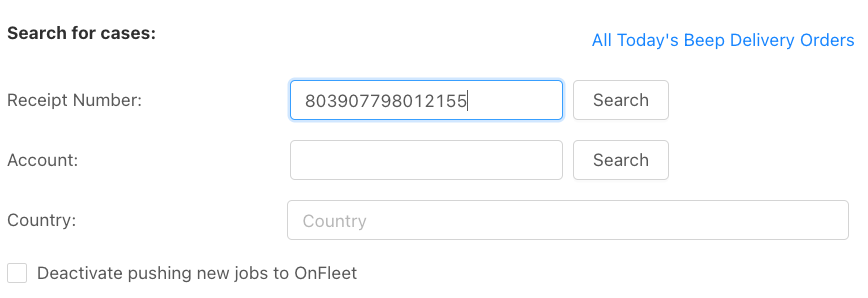 Search for cases:
All Today's Beep Delivery Orders
Receipt Number: 803907798012155 Search
Account: Search
Country: Country
Deactivate pushing new jobs to OnFleet